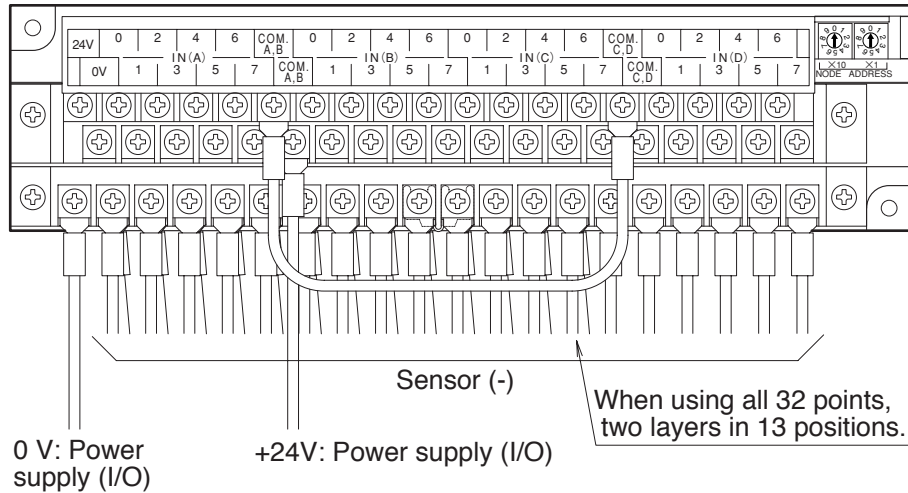 24V 0 2 4 6 COM. A,B 0 2 4 6 0 2 4 6 COM. C,D 0 2 4 6
IN(A) IN(B) IN(C) IN(D)
0V 1 3 5 7 COM. A,B 1 3 5 7 1 3 5 7 COM. C,D 1 3 5 7
X10 X1
NODE ADDRESS
Sensor (-)
When using all 32 points,
two layers in 13 positions.
0 V: Power
supply (I/O)
+24V: Power supply (I/O)